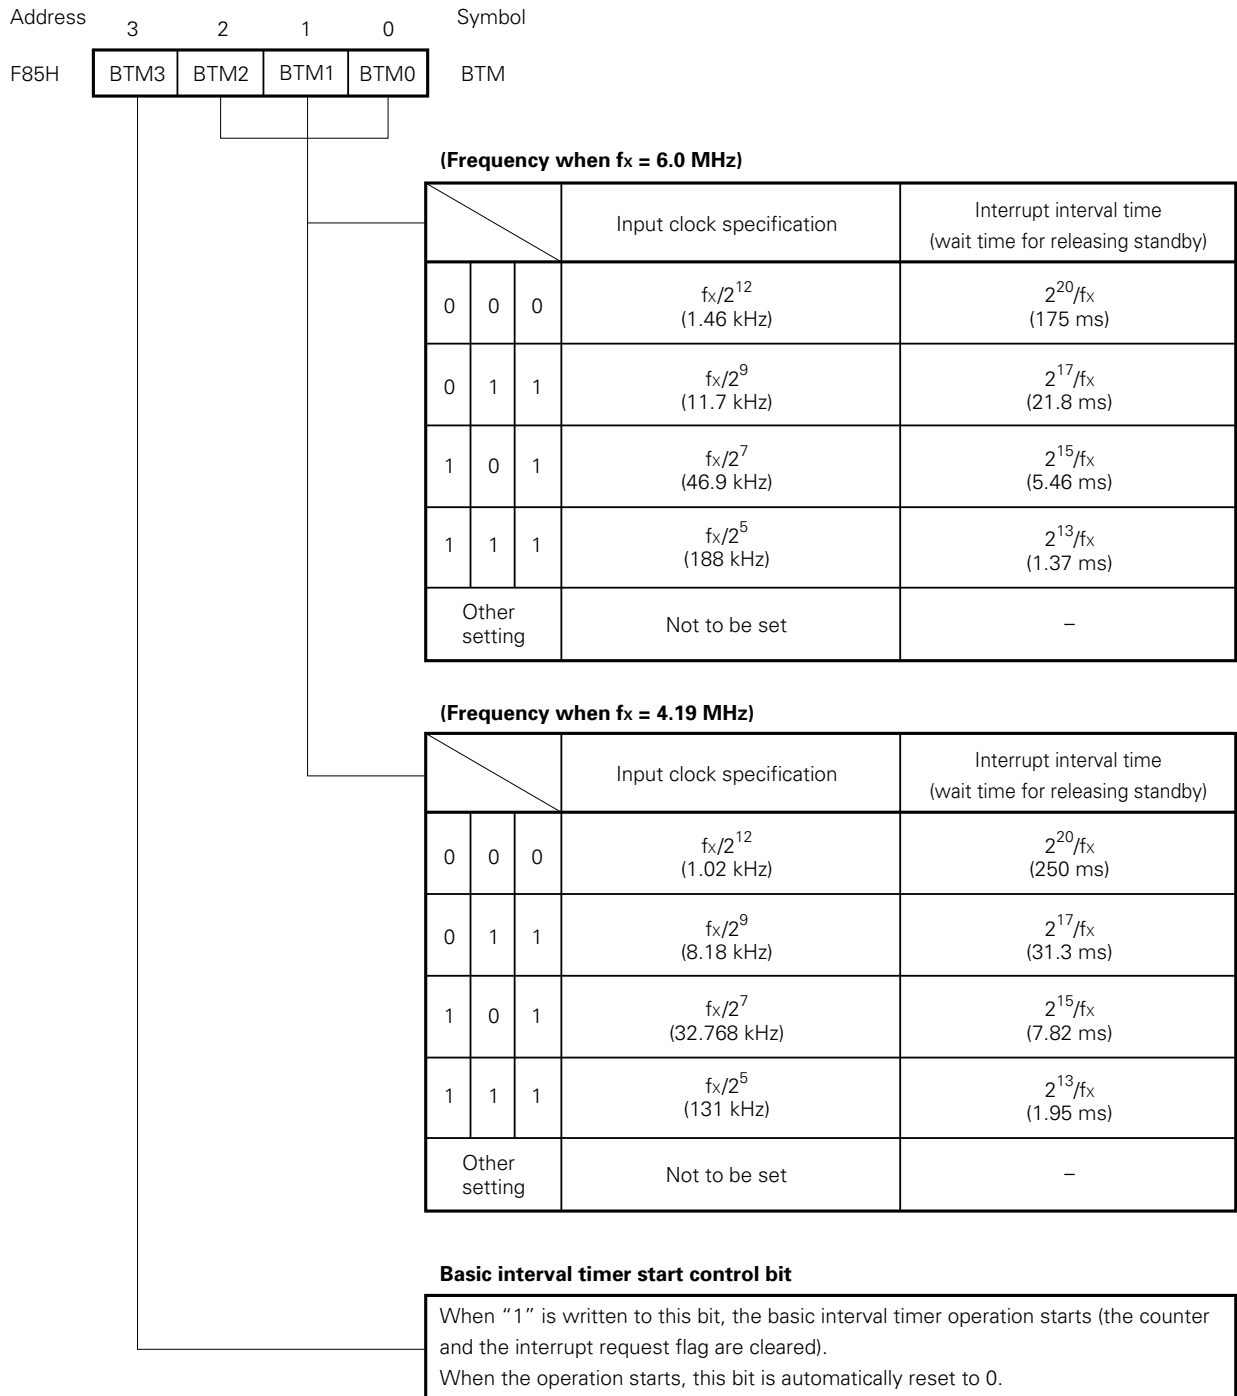 Address 3 2 1 0 Symbol
F85H BTM3 BTM2 BTM1 BTM0 BTM
(Frequency when fx = 6.0 MHz)
Input clock specification
Interrupt interval time
(wait time for releasing standby)
0 0 0
fx/2^12
(1.46 kHz)
2^20/fx
(175 ms)
0 1 1
fx/2^9
(11.7 kHz)
2^17/fx
(21.8 ms)
1 0 1
fx/2^7
(46.9 kHz)
2^15/fx
(5.46 ms)
1 1 1
fx/2^5
(188 kHz)
2^13/fx
(1.37 ms)
Other
setting
Not to be set
–
(Frequency when fx = 4.19 MHz)
Input clock specification
Interrupt interval time
(wait time for releasing standby)
0 0 0
fx/2^12
(1.02 kHz)
2^20/fx
(250 ms)
0 1 1
fx/2^9
(8.18 kHz)
2^17/fx
(31.3 ms)
1 0 1
fx/2^7
(32.768 kHz)
2^15/fx
(7.82 ms)
1 1 1
fx/2^5
(131 kHz)
2^13/fx
(1.95 ms)
Other
setting
Not to be set
–
Basic interval timer start control bit
When “1” is written to this bit, the basic interval timer operation starts (the counter
and the interrupt request flag are cleared).
When the operation starts, this bit is automatically reset to 0.